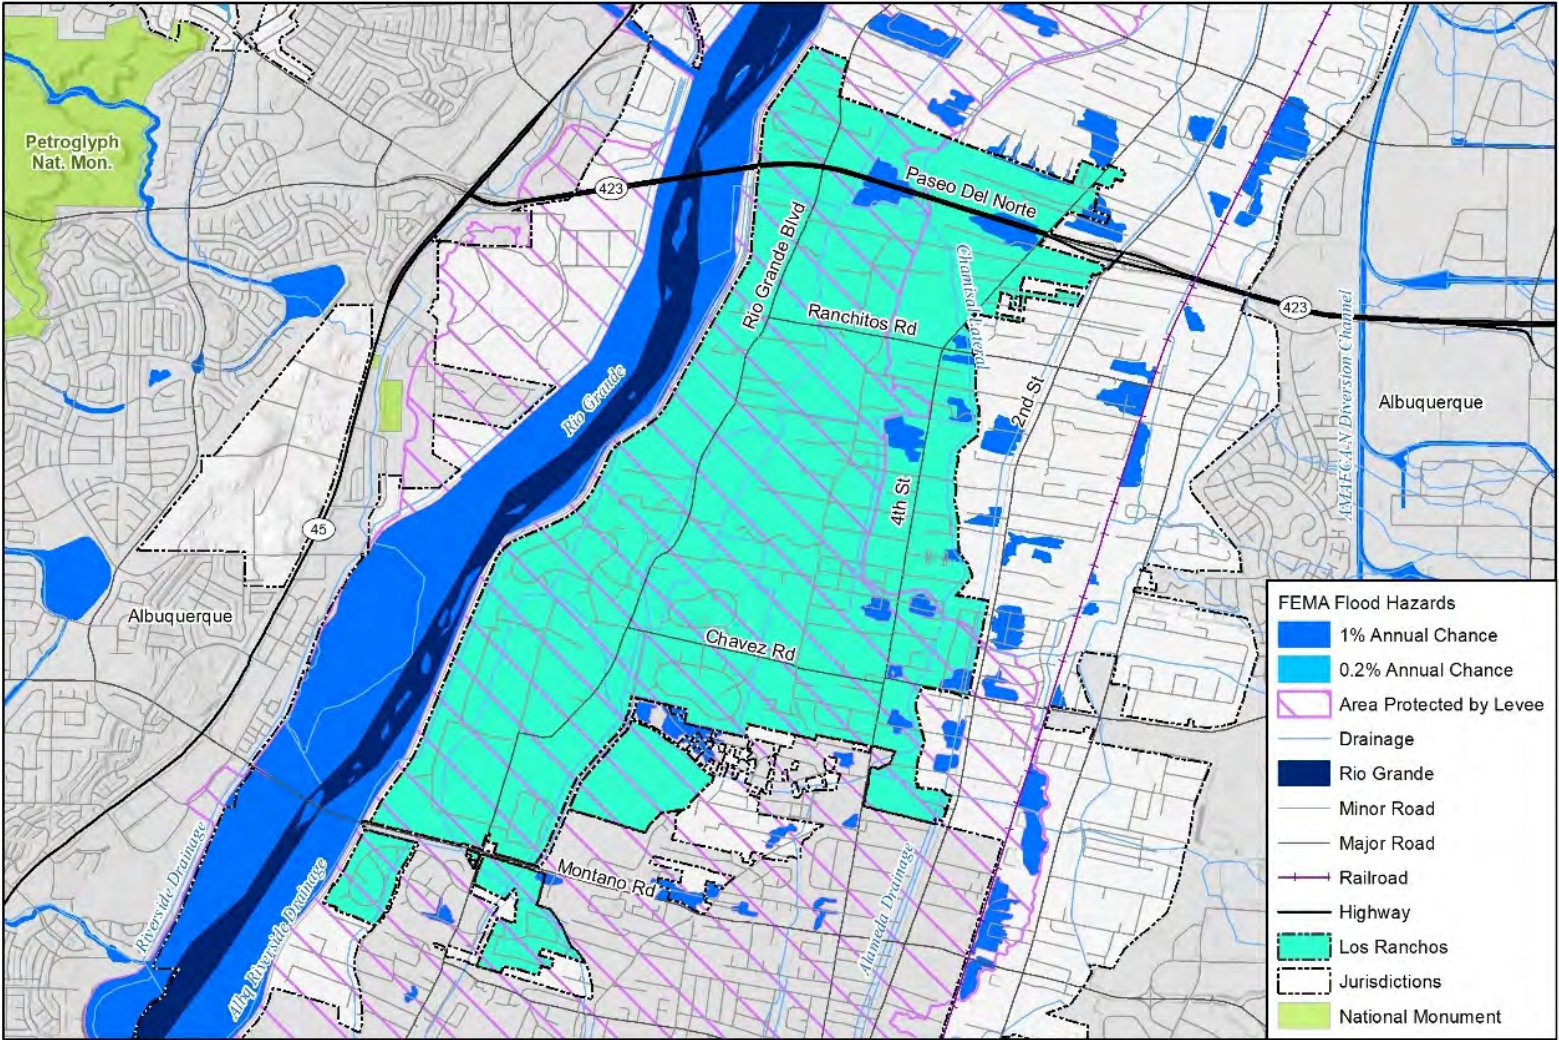 Petroglyph
Nat. Mon.
423
Paseo Del Norte
Rio Grande Blvd
Chamisal Lateral
Ranchitos Rd
423
Rio Grande
2nd St
AMAFCA N Diversion Channel
Albuquerque
4th St
45
Albuquerque
Chavez Rd
Montano Rd
Riverside Drainage
Albq Riverside Drainage
Alameda Drainage
FEMA Flood Hazards
1% Annual Chance
0.2% Annual Chance
Area Protected by Levee
Drainage
Rio Grande
Minor Road
Major Road
Railroad
Highway
Los Ranchos
Jurisdictions
National Monument